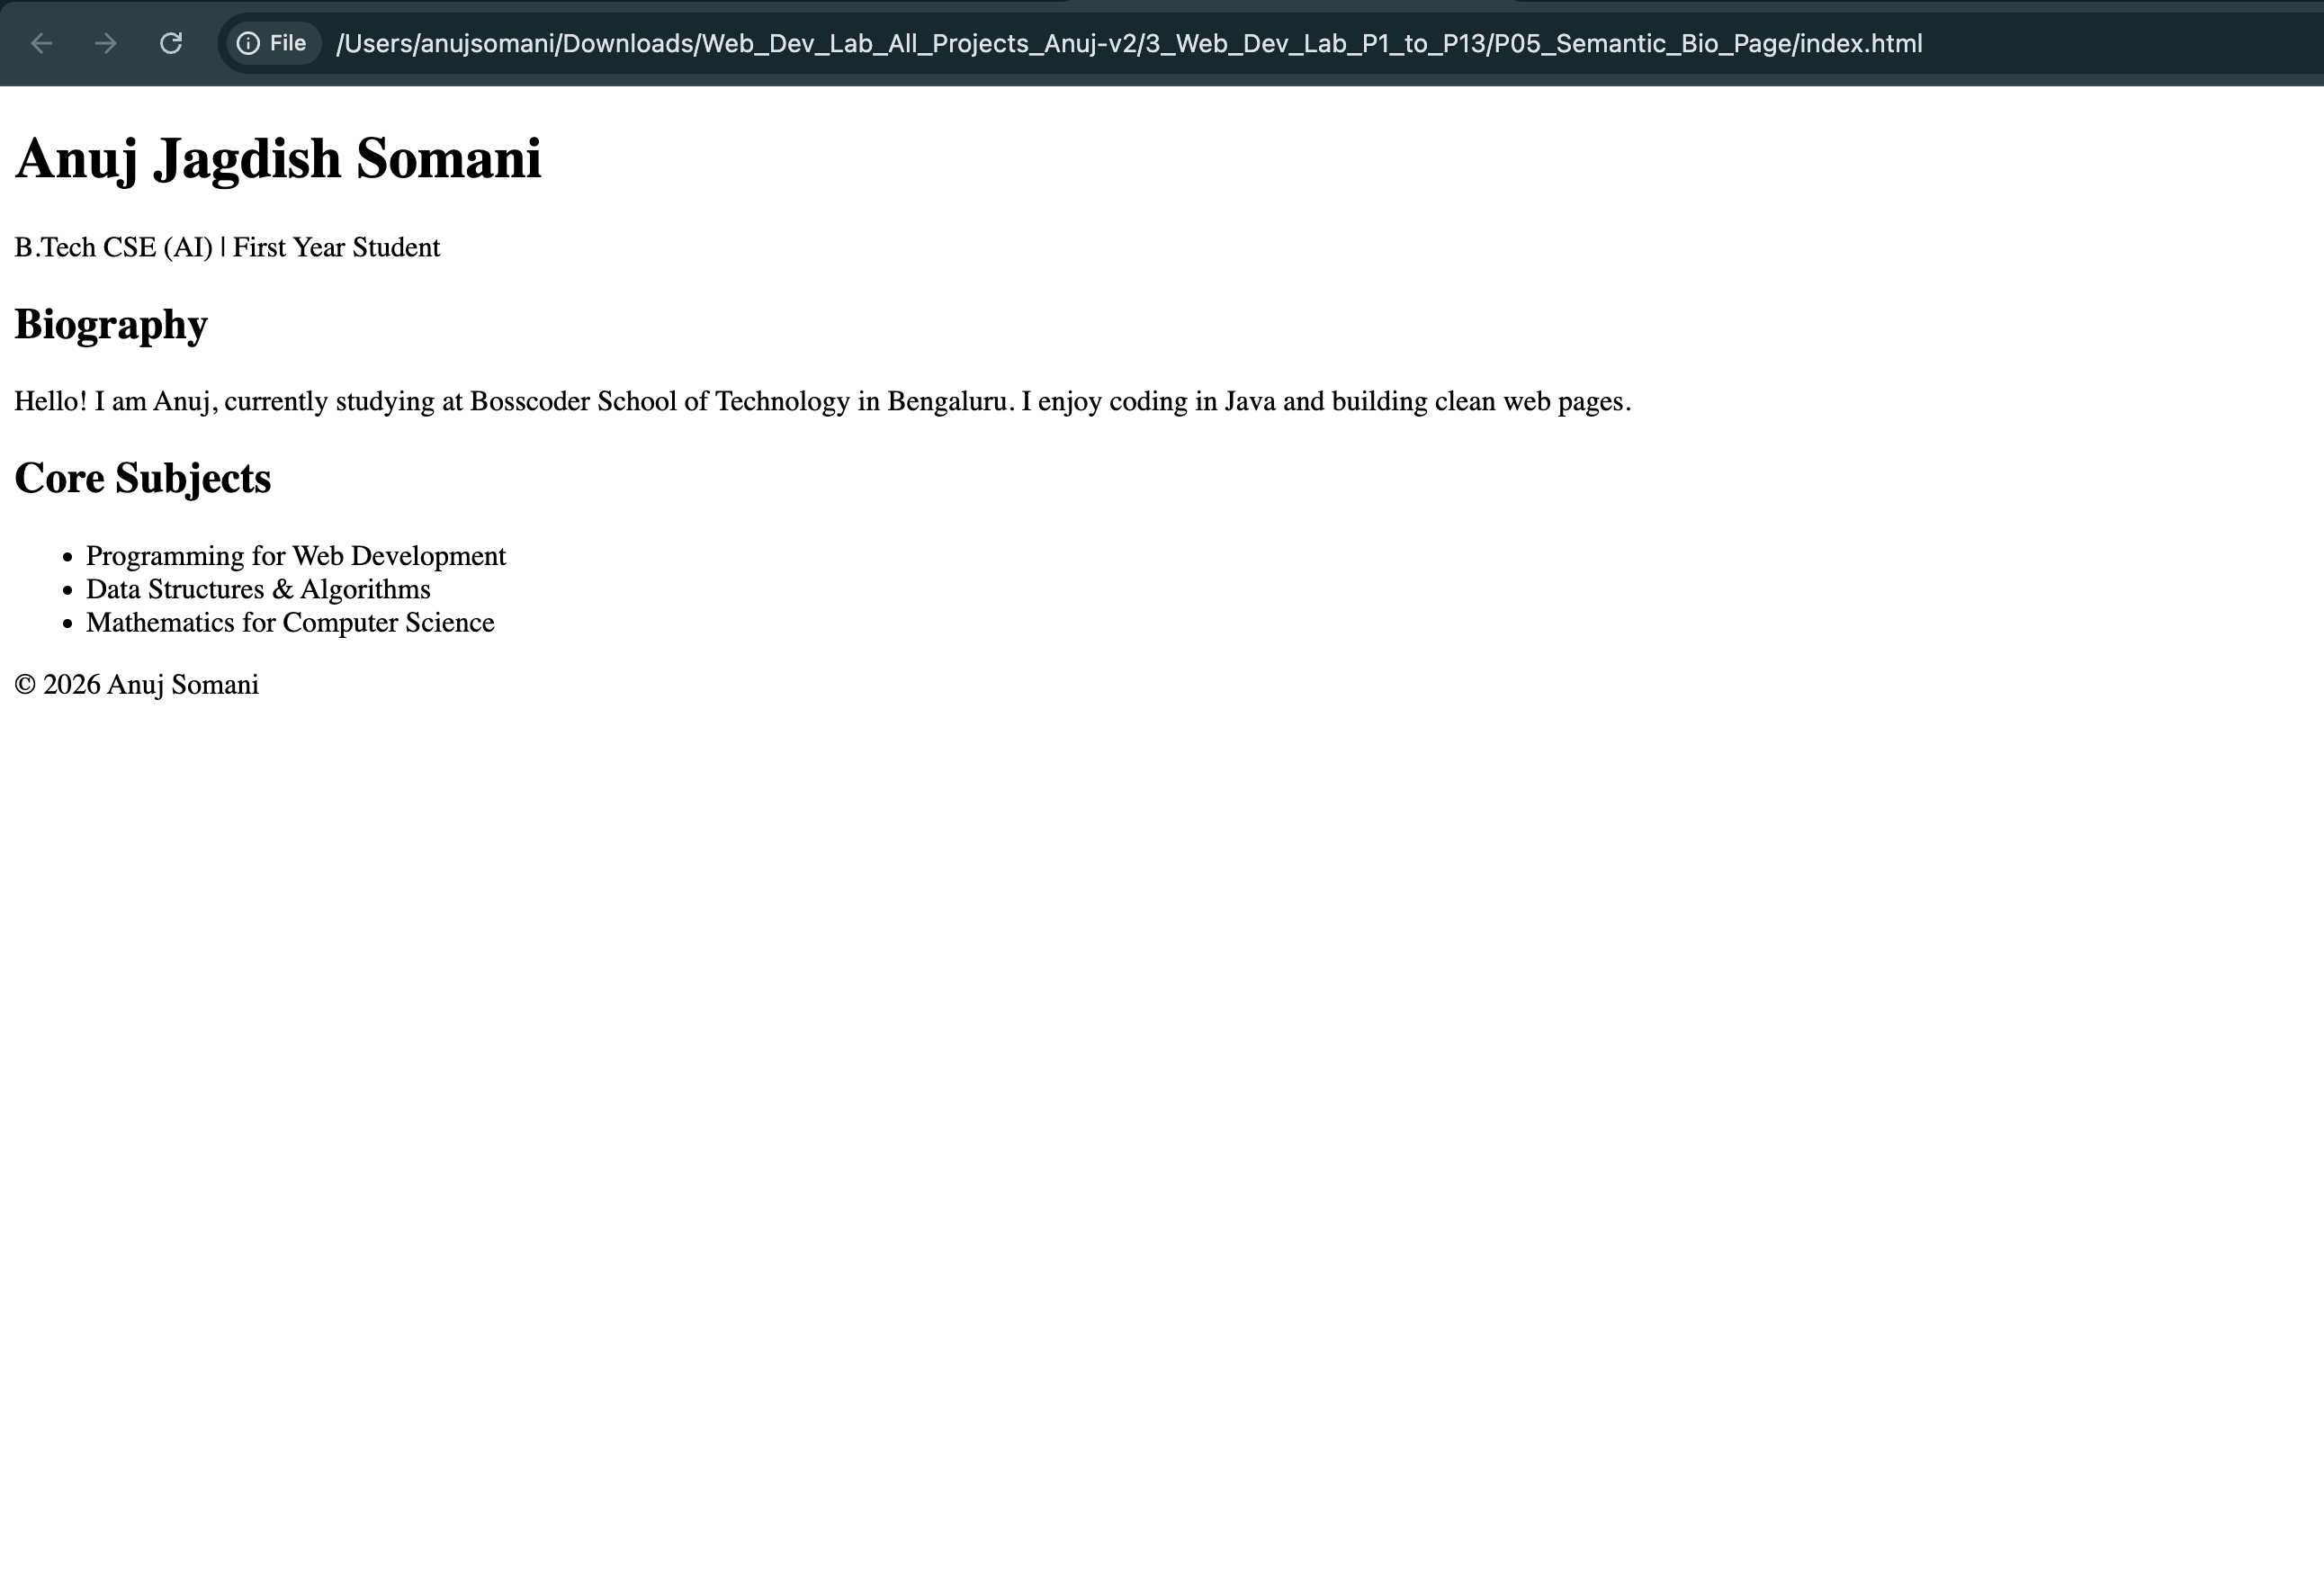 File
/Users/anujsomani/Downloads/Web_Dev_Lab_All_Projects_Anuj-v2/3_Web_Dev_Lab_P1_to_P13/P05_Semantic_Bio_Page/index.html
Anuj Jagdish Somani
B.Tech CSE (AI) | First Year Student
Biography
Hello! I am Anuj, currently studying at Bosscoder School of Technology in Bengaluru. I enjoy coding in Java and building clean web pages.
Core Subjects
• Programming for Web Development
• Data Structures & Algorithms
• Mathematics for Computer Science
© 2026 Anuj Somani